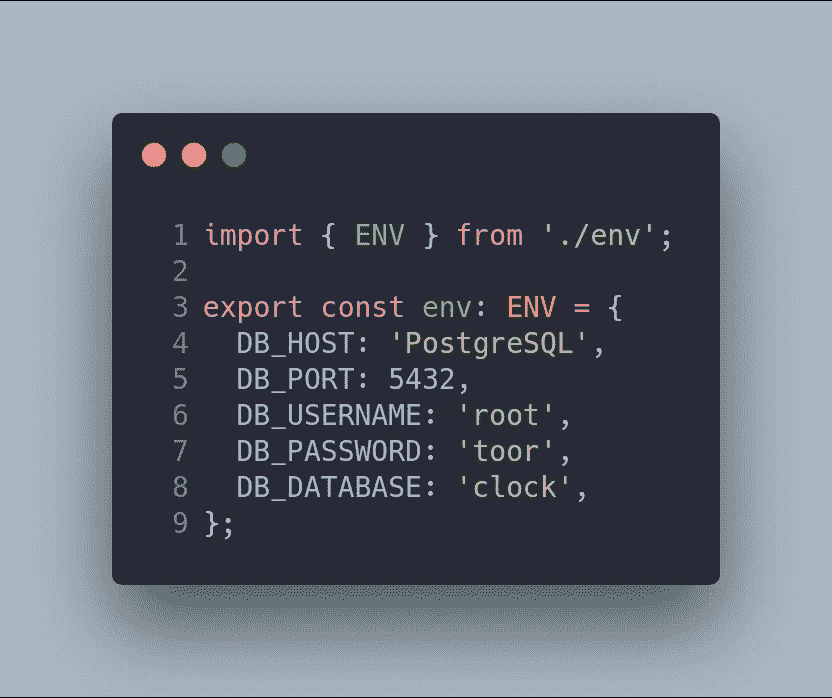 1 import { ENV } from './env';
2
3 export const env: ENV = {
4   DB_HOST: 'PostgreSQL',
5   DB_PORT: 5432,
6   DB_USERNAME: 'root',
7   DB_PASSWORD: 'toor',
8   DB_DATABASE: 'clock',
9 };